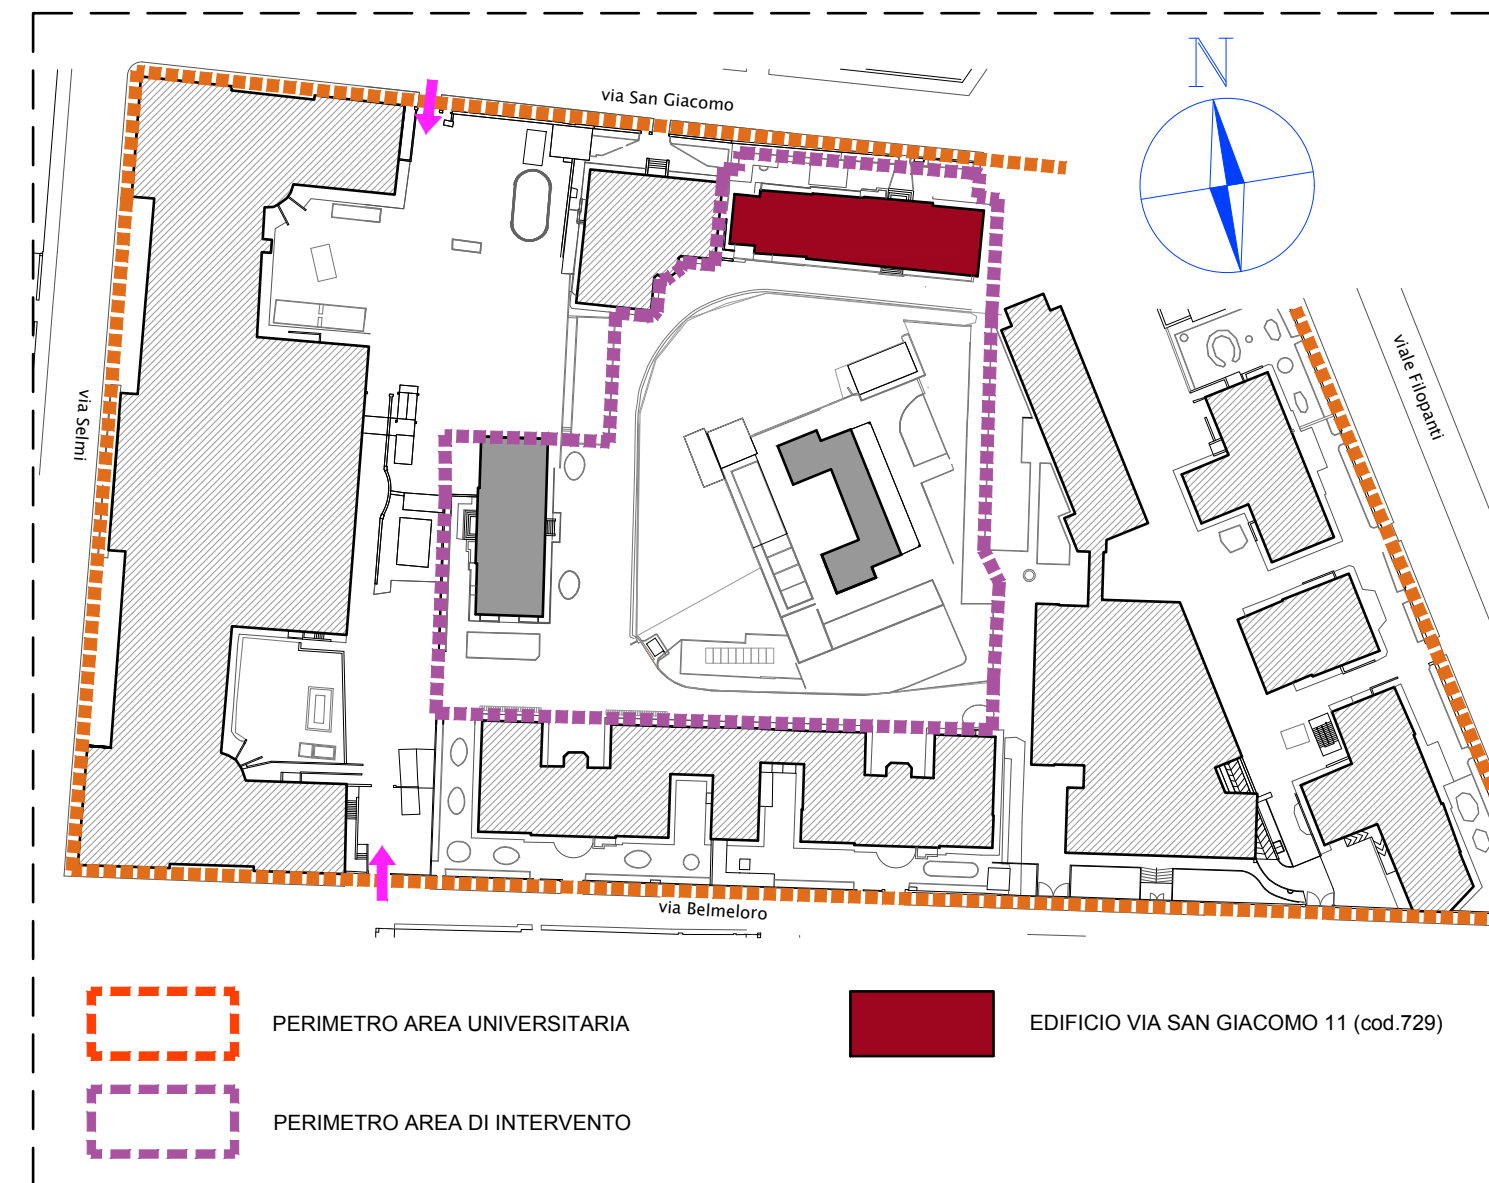 N
via San Giacomo
viale Filopanti
via Selmi
via Belmeloro
PERIMETRO AREA UNIVERSITARIA
EDIFICIO VIA SAN GIACOMO 11 (cod.729)
PERIMETRO AREA DI INTERVENTO